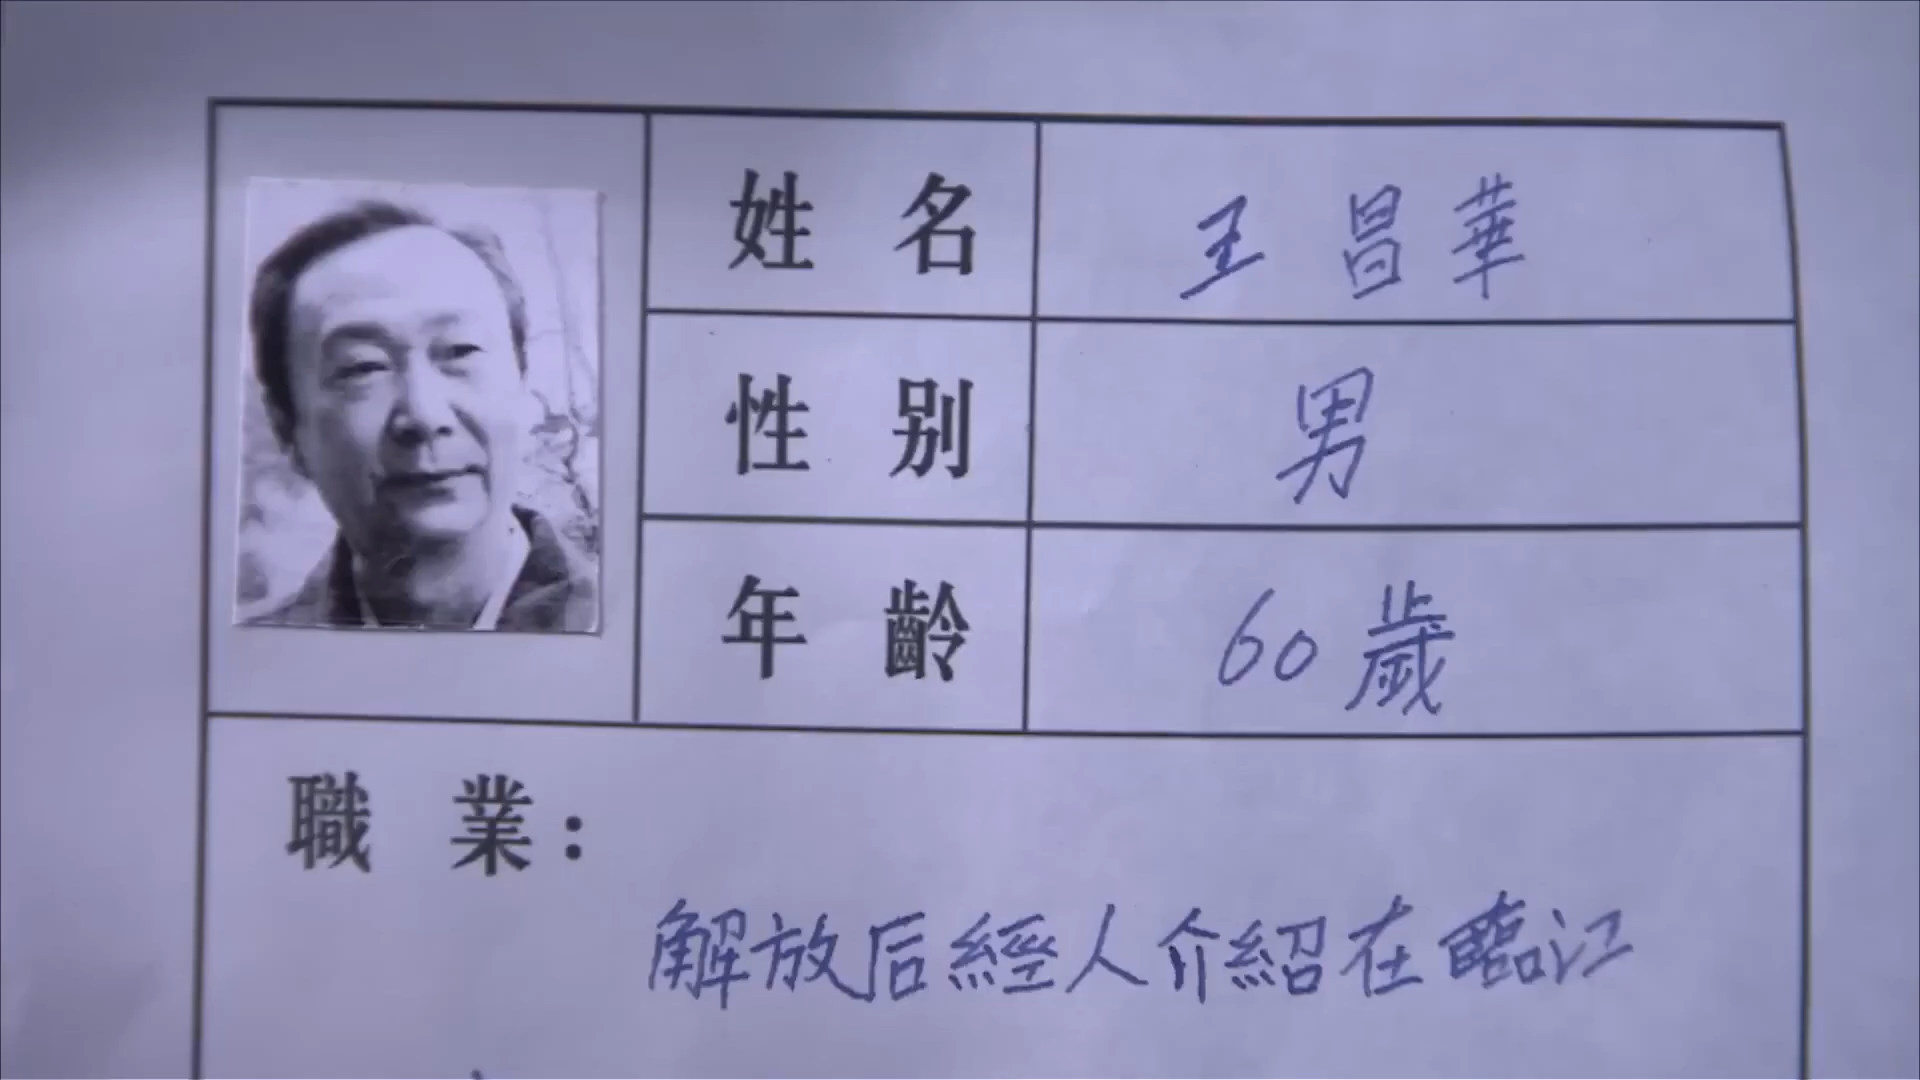 姓名 王昌華
性别 男
年齡 60歲
職業:
解放后經人介紹在臨江